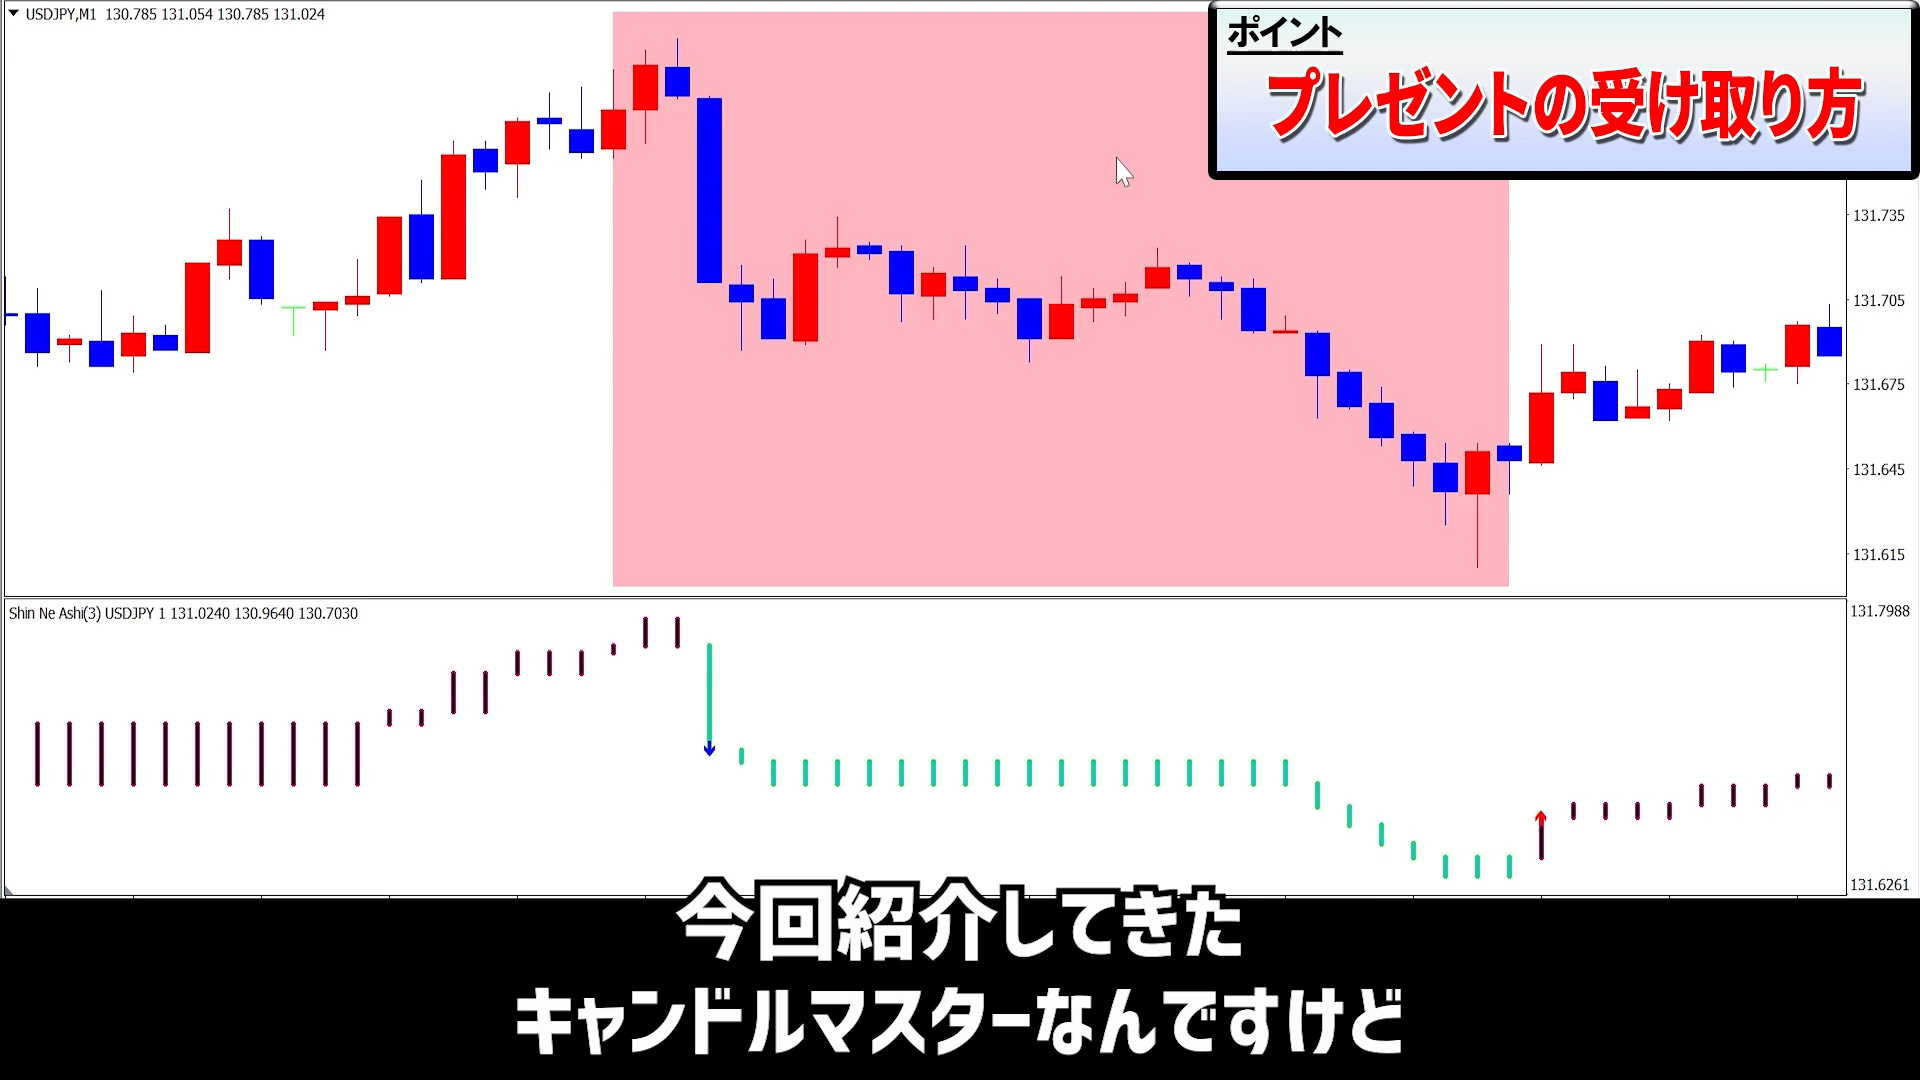 USDJPY,M1 130.785 131.054 130.785 131.024
ポイント
プレゼントの受け取り方
131.735
131.705
131.675
131.645
131.615
Shin Ne Ashi(3) USDJPY 1 131.0240 130.9640 130.7030
131.7988
131.6261
今回紹介してきた
キャンドルマスターなんですけど